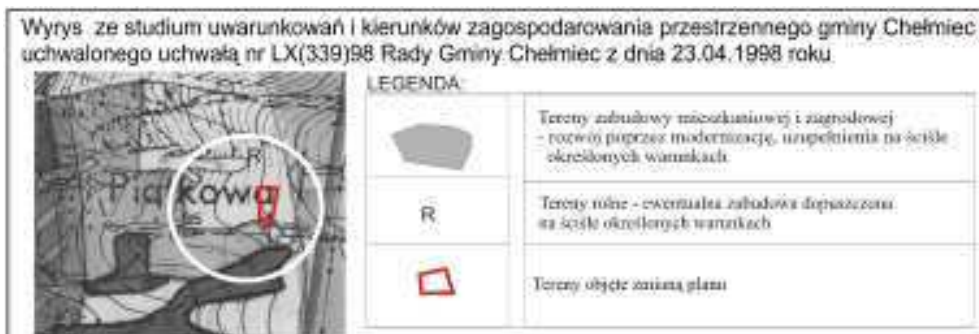 Wyrys ze studium uwarunkowań i kierunków zagospodarowania przestrzennego gminy Chełmiec
uchwalonego uchwałą nr LX(339)98 Rady Gminy Chełmiec z dnia 23.04.1998 roku
LEGENDA:
Tereny zabudowy mieszkaniowej i zagrodowej
- rozwój poprzez modernizację, uzupełnienia na ściśle
określonych warunkach
R
Piątkowa
R
R
Tereny rolne - ewentualna zabudowa dopuszczona
na ściśle określonych warunkach
Tereny objęte zmianą planu